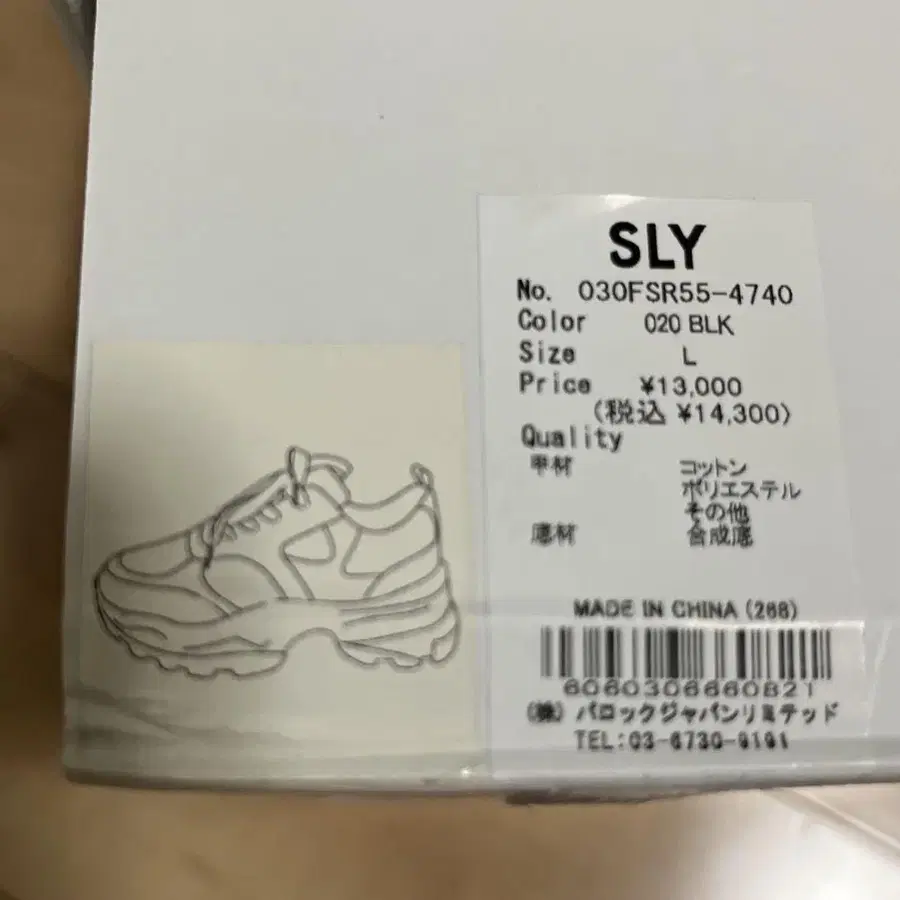 SLY
No. 030FSR55-4740
Color 020 BLK
Size L
Price ¥13,000
(税込 ¥14,300)
Quality
甲材 コットン
ポリエステル
その他
底材 合成底
MADE IN CHINA (268)
6060306660821
(株) バロックジャパンリミテッド
TEL:03-6730-9191